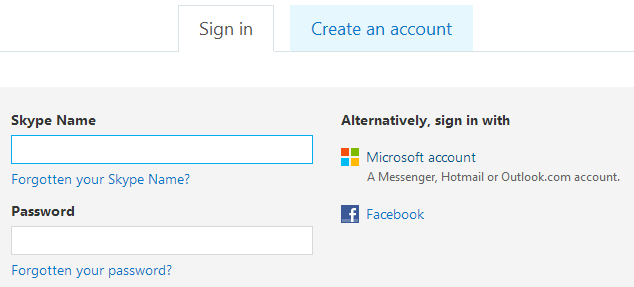 Sign in
Create an account
Skype Name
Forgotten your Skype Name?
Password
Forgotten your password?
Alternatively, sign in with
Microsoft account
A Messenger, Hotmail or Outlook.com account.
Facebook